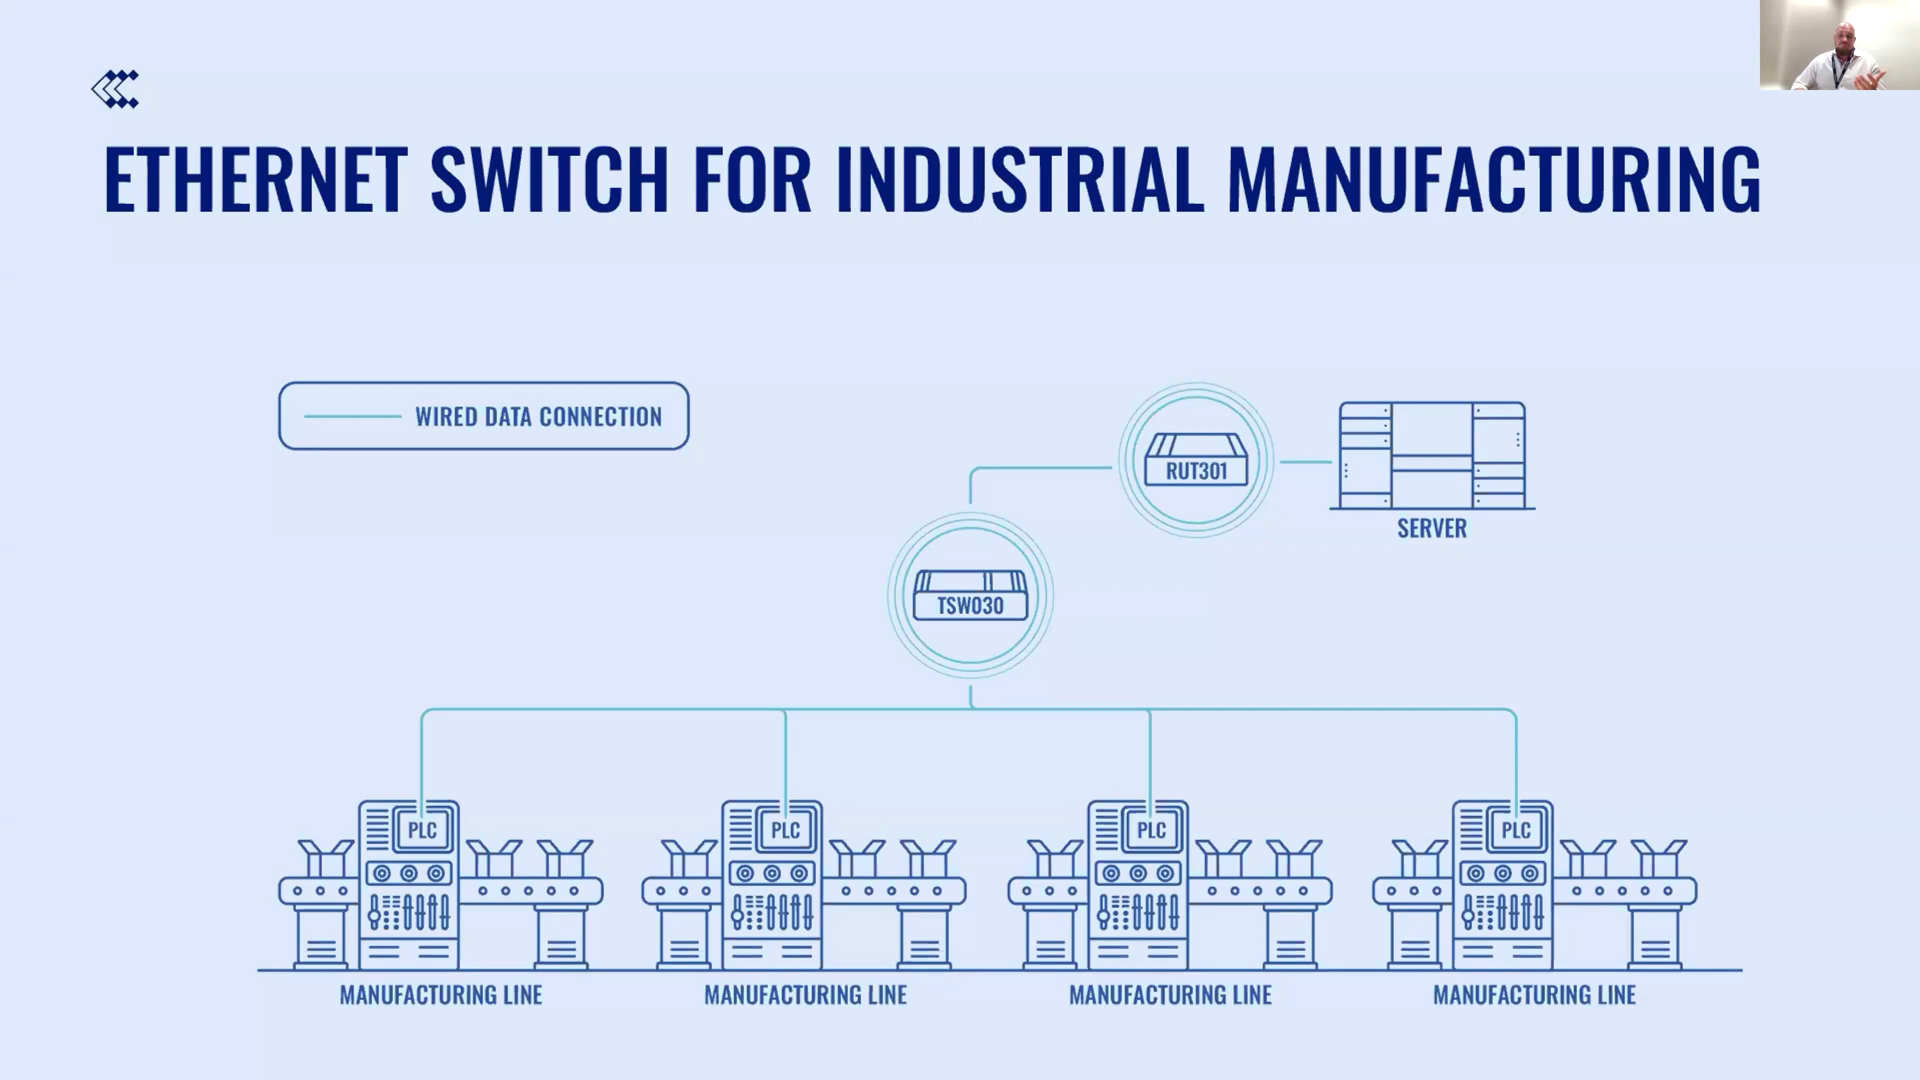 ETHERNET SWITCH FOR INDUSTRIAL MANUFACTURING
WIRED DATA CONNECTION
RUT301
SERVER
TSW030
PLC
PLC
PLC
PLC
MANUFACTURING LINE
MANUFACTURING LINE
MANUFACTURING LINE
MANUFACTURING LINE